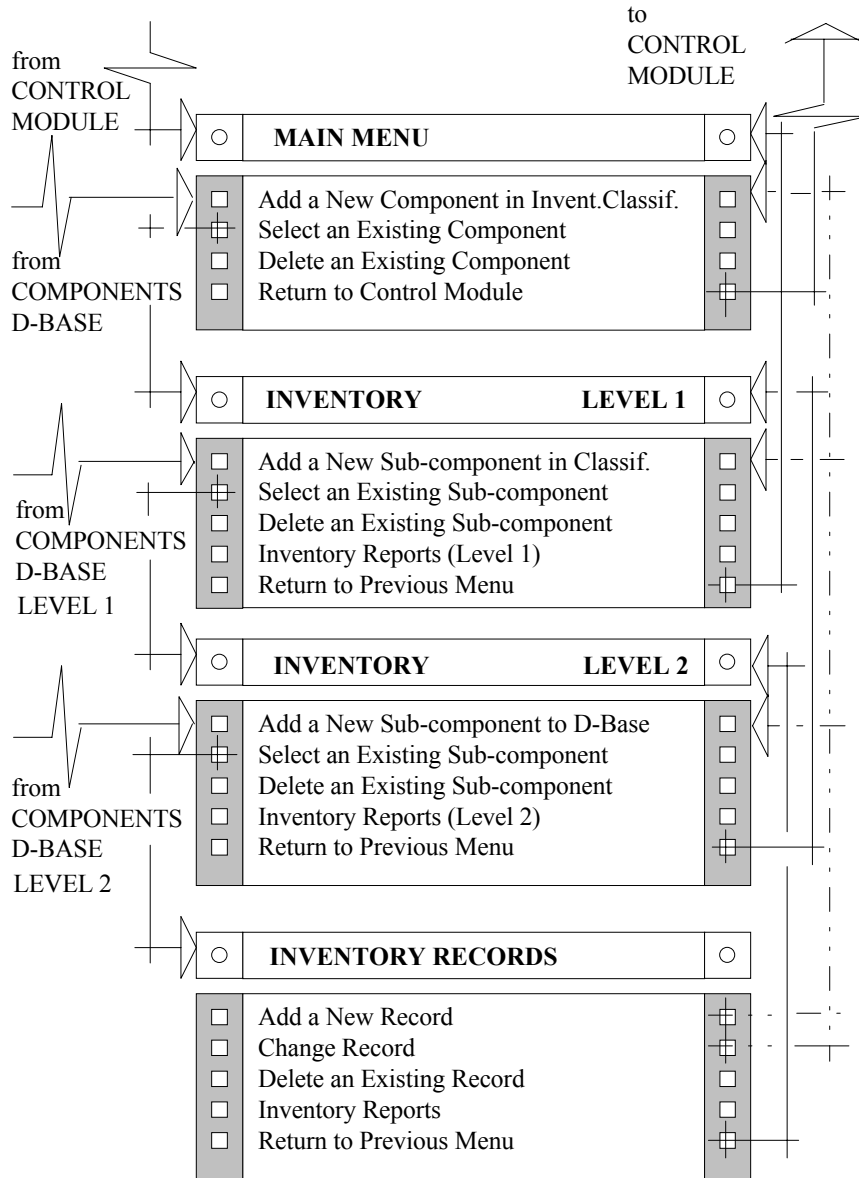 from
CONTROL
MODULE
to
CONTROL
MODULE
MAIN MENU
Add a New Component in Invent.Classif.
Select an Existing Component
Delete an Existing Component
Return to Control Module
from
COMPONENTS
D-BASE
INVENTORY LEVEL 1
Add a New Sub-component in Classif.
Select an Existing Sub-component
Delete an Existing Sub-component
Inventory Reports (Level 1)
Return to Previous Menu
from
COMPONENTS
D-BASE
LEVEL 1
INVENTORY LEVEL 2
Add a New Sub-component to D-Base
Select an Existing Sub-component
Delete an Existing Sub-component
Inventory Reports (Level 2)
Return to Previous Menu
from
COMPONENTS
D-BASE
LEVEL 2
INVENTORY RECORDS
Add a New Record
Change Record
Delete an Existing Record
Inventory Reports
Return to Previous Menu